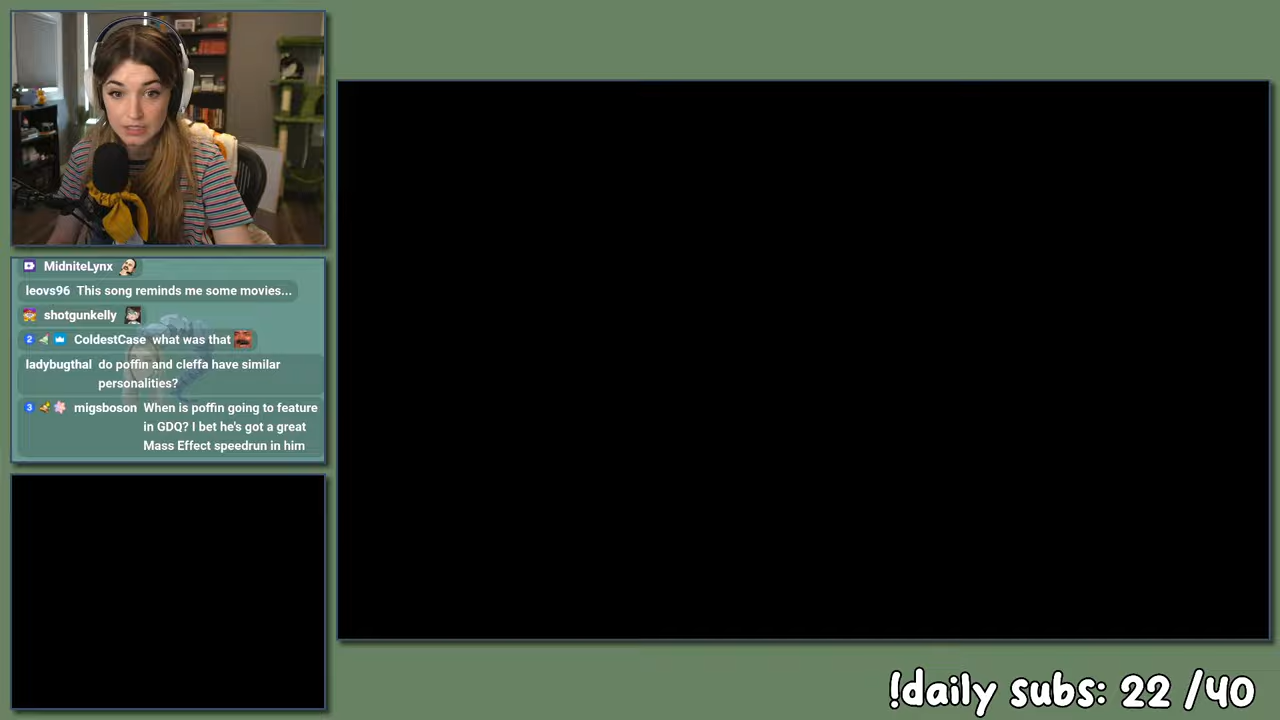 MidniteLynx
leovs96 This song reminds me some movies...
shotgunkelly
2 ColdestCase what was that
ladybugthal do poffin and cleffa have similar
personalities?
3 migsboson When is poffin going to feature
in GDQ? I bet he's got a great
Mass Effect speedrun in him
!daily subs: 22 /40